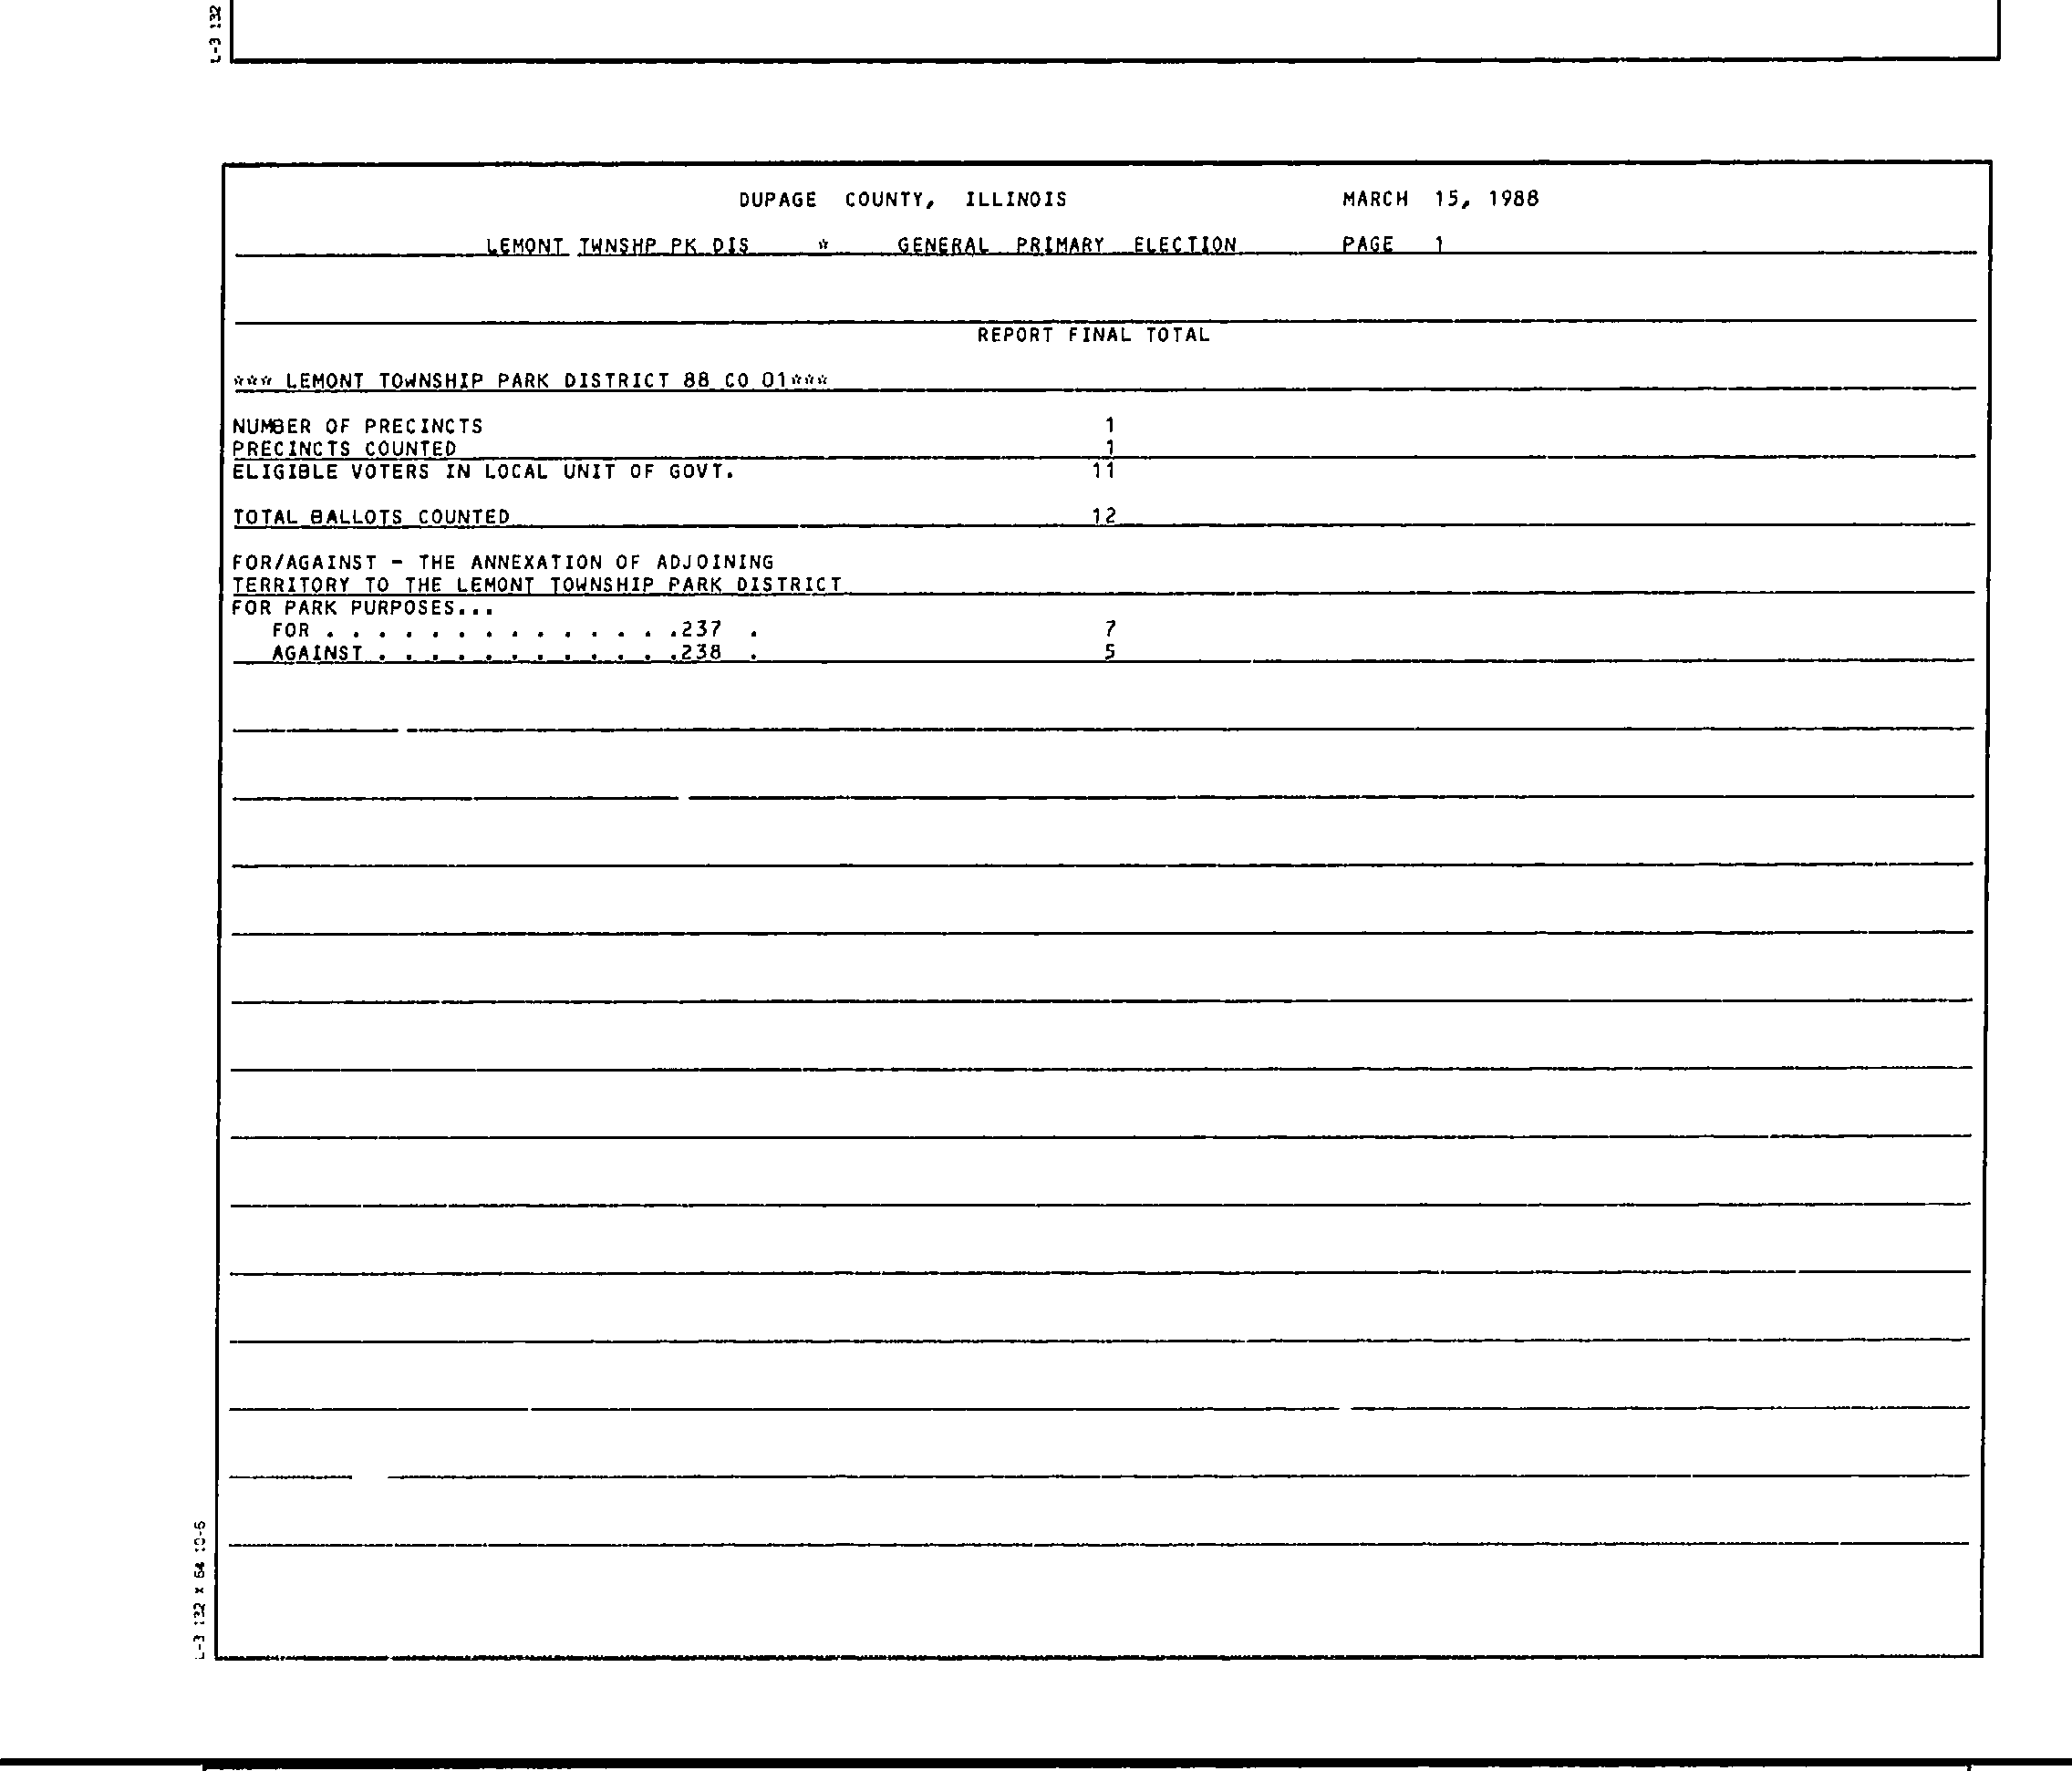 L-3 132
DUPAGE COUNTY, ILLINOIS MARCH 15, 1988
LEMONT TWNSHP PK DIS * GENERAL PRIMARY ELECTION PAGE 1
REPORT FINAL TOTAL
*** LEMONT TOWNSHIP PARK DISTRICT 88 CO 01***
NUMBER OF PRECINCTS 1
PRECINCTS COUNTED 1
ELIGIBLE VOTERS IN LOCAL UNIT OF GOVT. 11
TOTAL BALLOTS COUNTED 12
FOR/AGAINST - THE ANNEXATION OF ADJOINING
TERRITORY TO THE LEMONT TOWNSHIP PARK DISTRICT
FOR PARK PURPOSES...
FOR . . . . . . . . . . . . . .237 . 7
AGAINST . . . . . . . . . . . .238 . 5
L-3 132 X 64 10-6